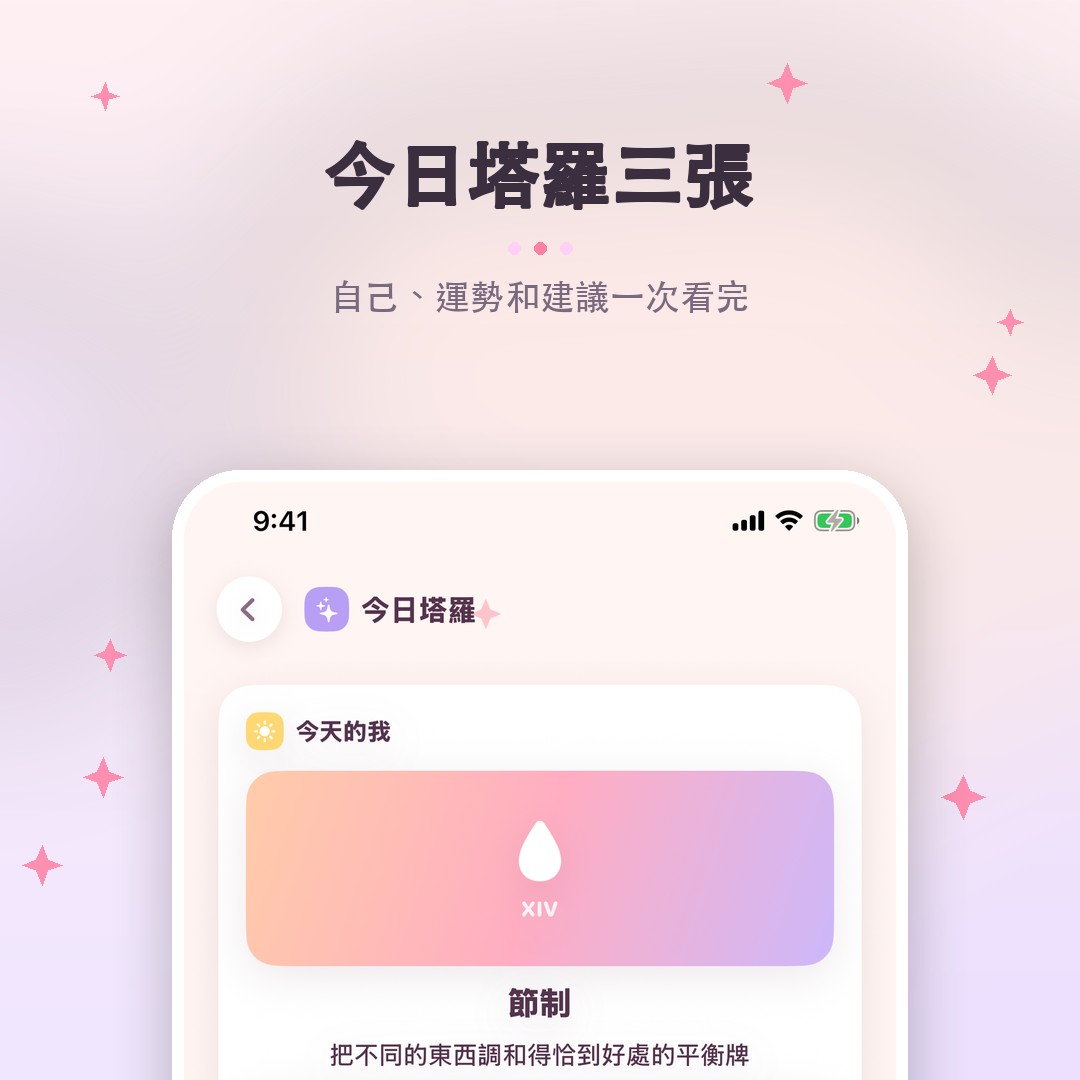 今日塔羅三張
自己、運勢和建議一次看完
9:41
今日塔羅
今天的我
XIV
節制
把不同的東西調和得恰到好處的平衡牌